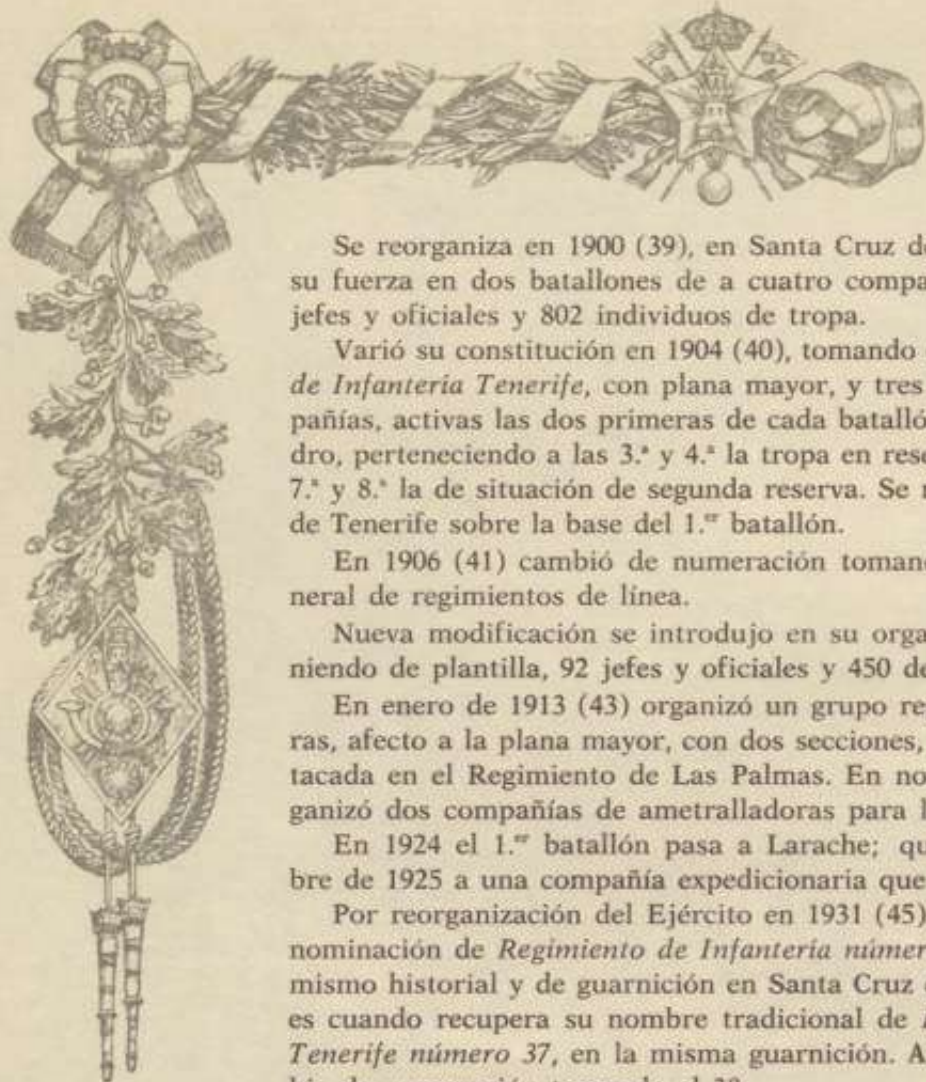 Se reorganiza en 1900 (39), en Santa Cruz de
su fuerza en dos batallones de a cuatro compa
jefes y oficiales y 802 individuos de tropa.
Varió su constitución en 1904 (40), tomando
de Infantería Tenerife, con plana mayor, y tres
pañías, activas las dos primeras de cada batalló
dro, perteneciendo a las 3.ª y 4.ª la tropa en rese
7.ª y 8.ª la de situación de segunda reserva. Se
de Tenerife sobre la base del 1.er batallón.
En 1906 (41) cambió de numeración toman
neral de regimientos de línea.
Nueva modificación se introdujo en su orga
niendo de plantilla, 92 jefes y oficiales y 450 de
En enero de 1913 (43) organizó un grupo re
ras, afecto a la plana mayor, con dos secciones,
tacada en el Regimiento de Las Palmas. En no
ganizó dos compañías de ametralladoras para
En 1924 el 1.er batallón pasa a Larache; qu
bre de 1925 a una compañía expedicionaria que
Por reorganización del Ejército en 1931 (45)
nominación de Regimiento de Infantería númer
mismo historial y de guarnición en Santa Cruz
es cuando recupera su nombre tradicional de
Tenerife número 37, en la misma guarnición. A